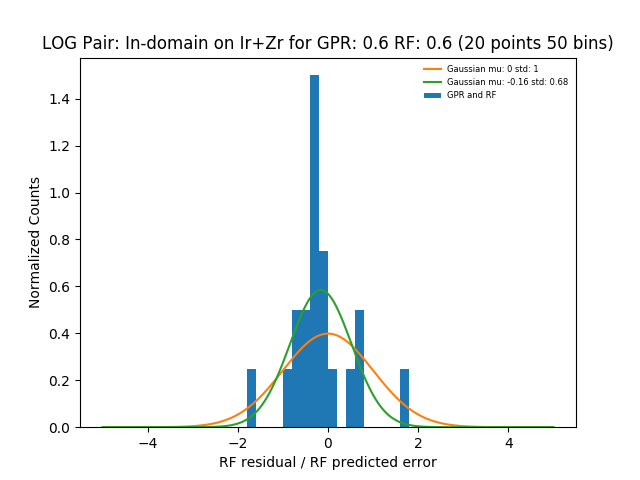 LOG Pair: In-domain on Ir+Zr for GPR: 0.6 RF: 0.6 (20 points 50 bins)
Gaussian mu: 0 std: 1
Gaussian mu: -0.16 std: 0.68
GPR and RF
Normalized Counts
1.4
1.2
1.0
0.8
0.6
0.4
0.2
0.0
−4
−2
0
2
4
RF residual / RF predicted error